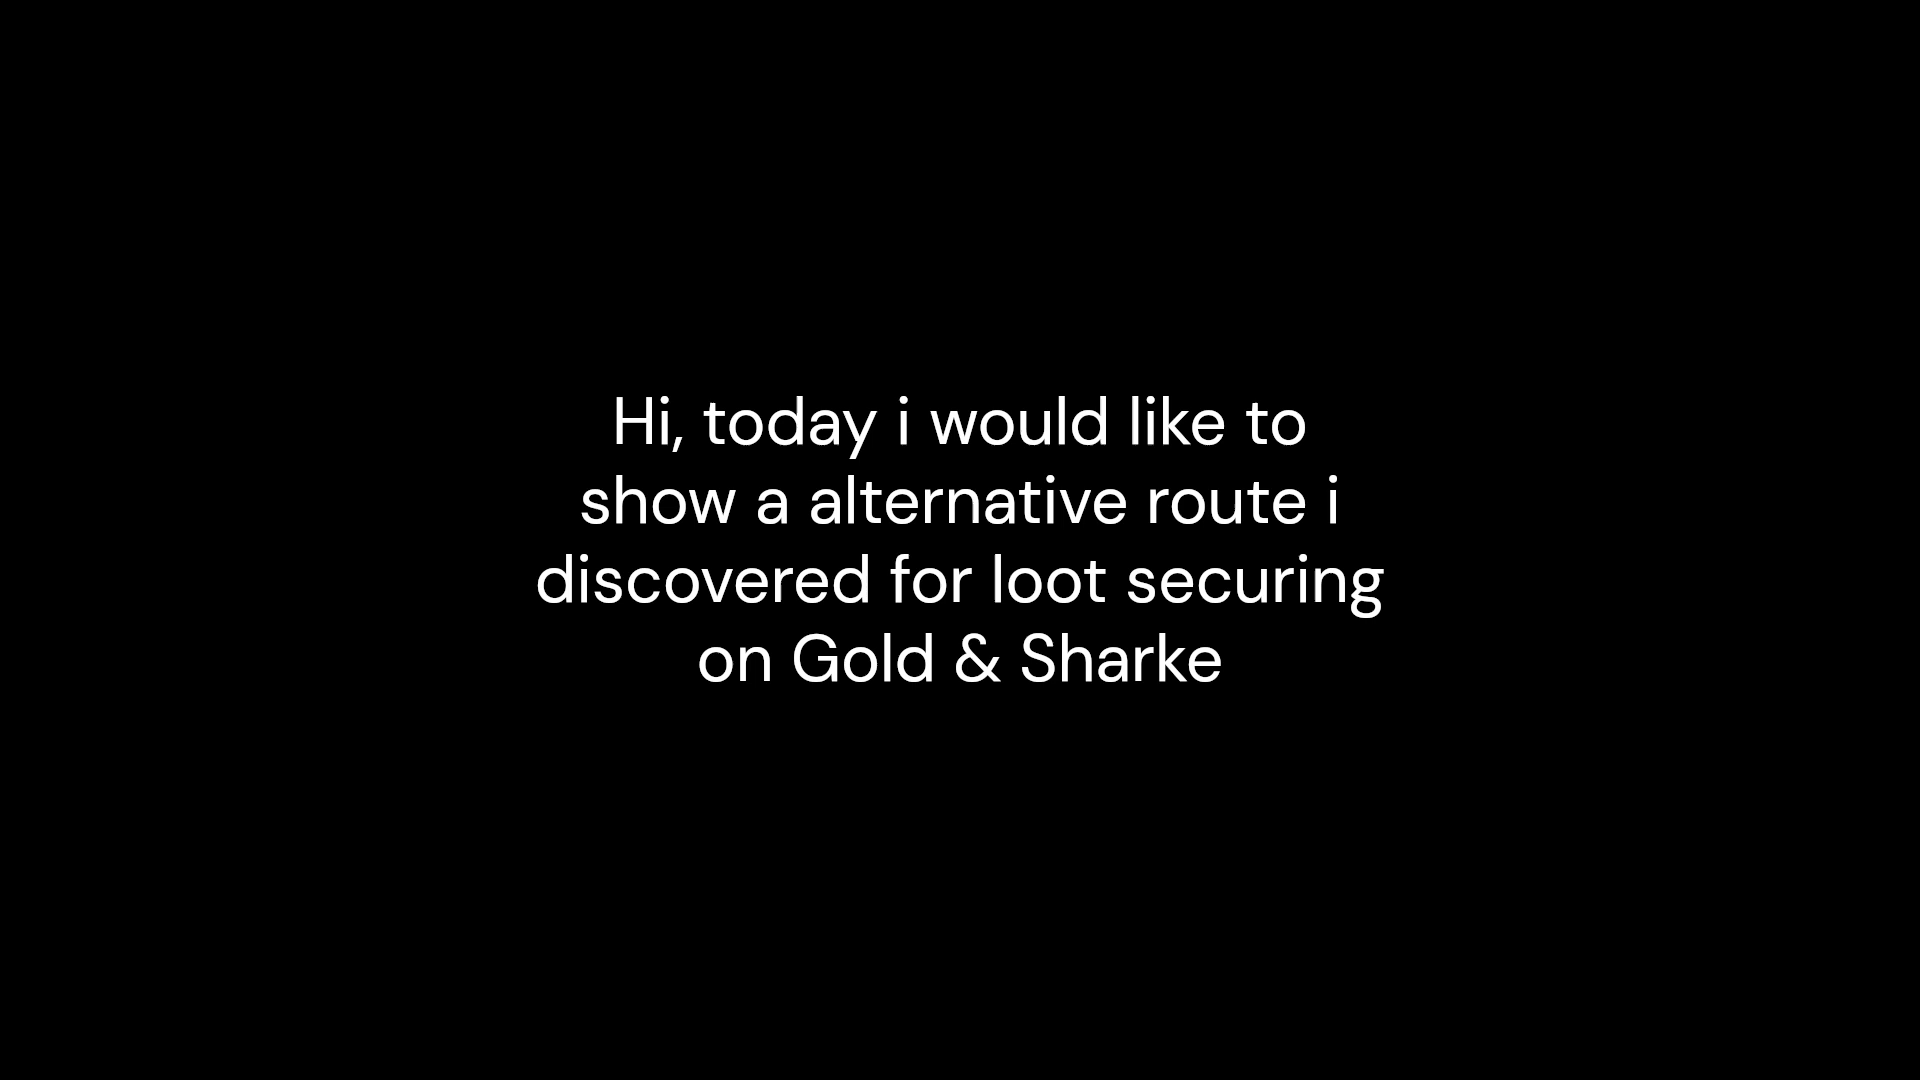 Hi, today i would like to
show a alternative route i
discovered for loot securing
on Gold & Sharke